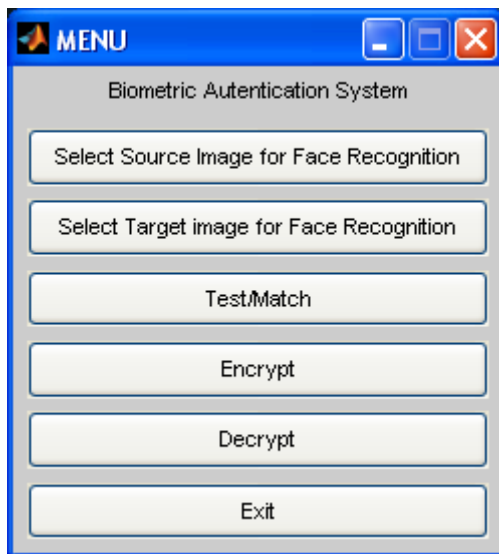 MENU
Biometric Autentication System
Select Source Image for Face Recognition
Select Target image for Face Recognition
Test/Match
Encrypt
Decrypt
Exit